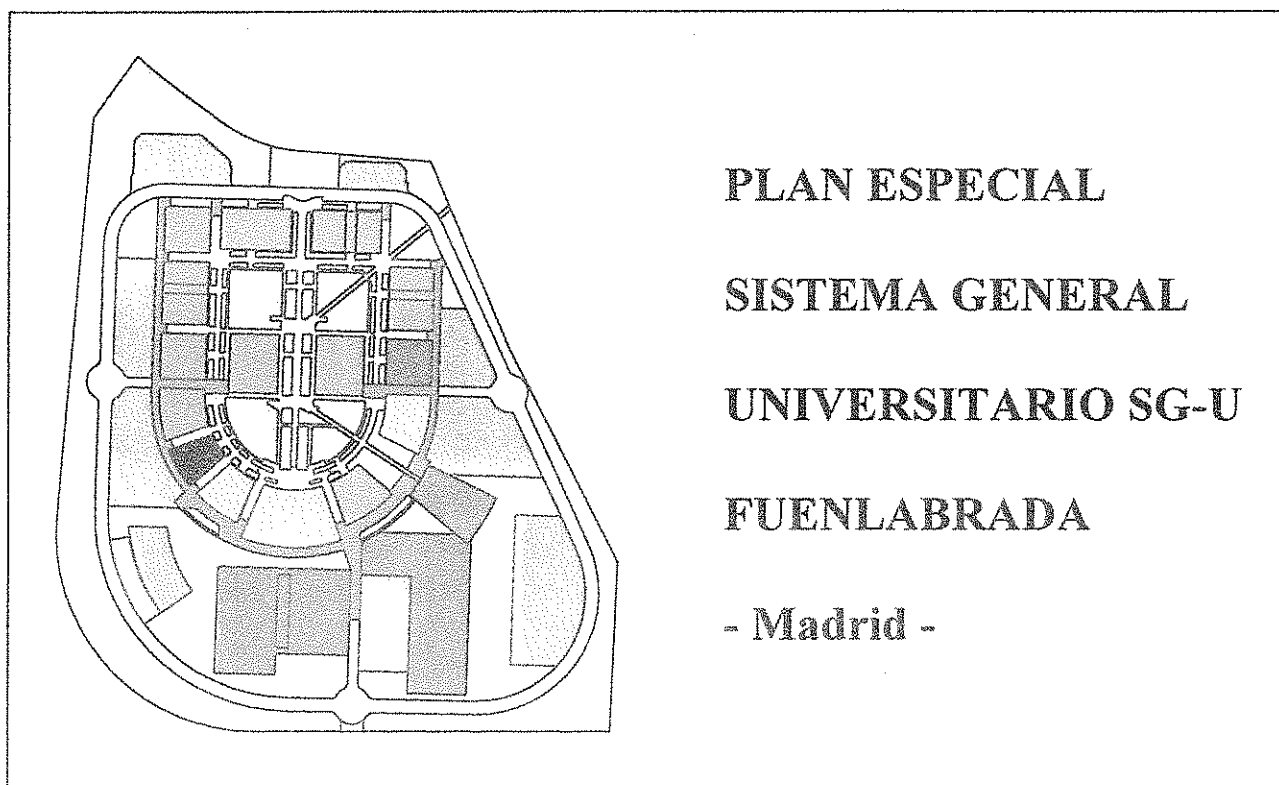 PLAN ESPECIAL
SISTEMA GENERAL
UNIVERSITARIO SG-U
FUENLABRADA
- Madrid -